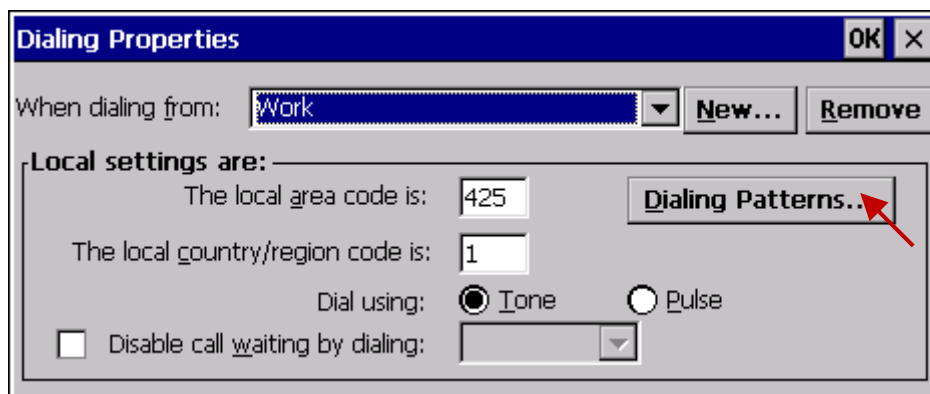 Dialing Properties OK ×
When dialing from: Work New... Remove
Local settings are:
The local area code is: 425 Dialing Patterns...
The local country/region code is: 1
Dial using: Tone Pulse
Disable call waiting by dialing: